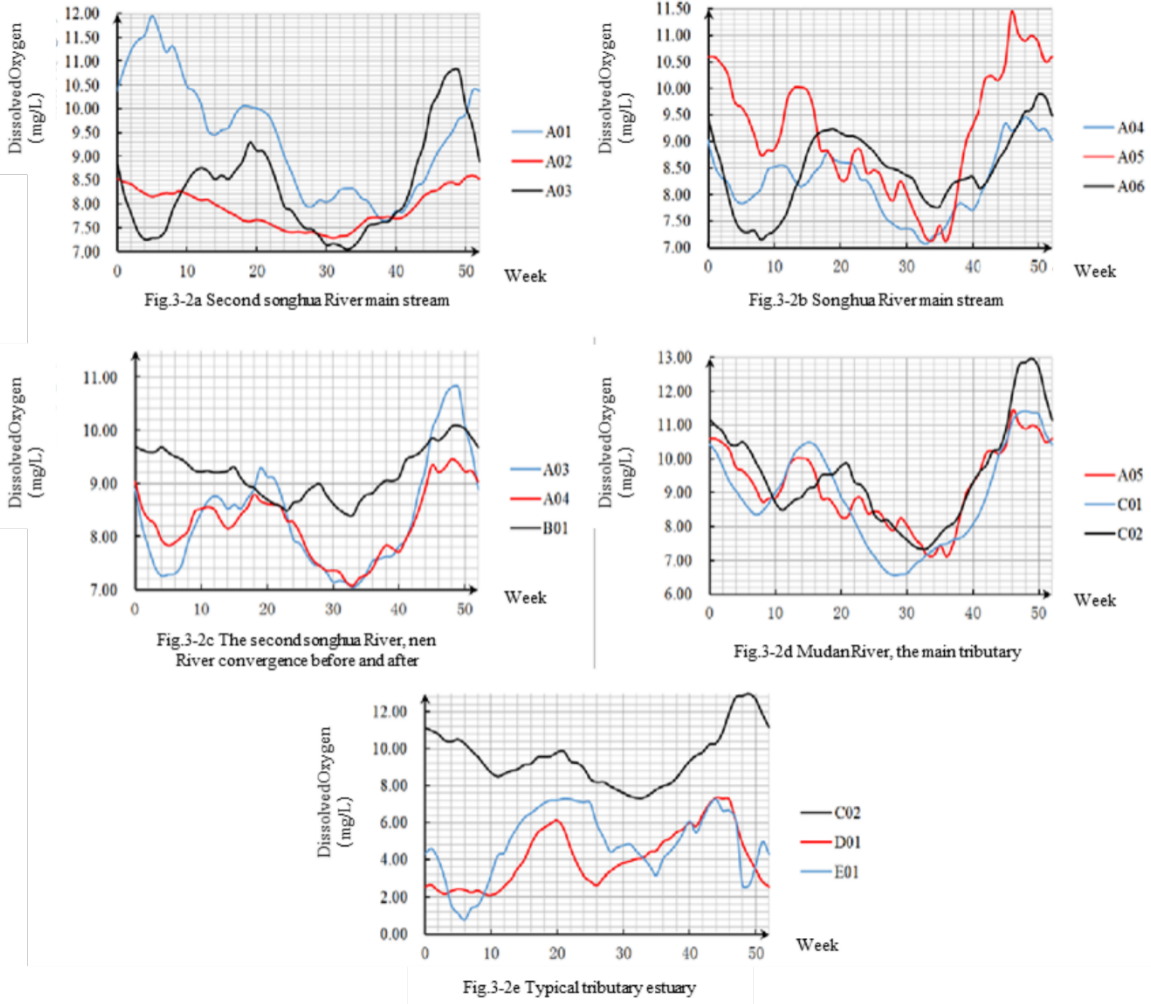 DissolvedOxygen
(mg/L)
12.00
11.50
11.00
10.50
10.00
9.50
9.00
8.50
8.00
7.50
7.00
0 10 20 30 40 50
Week
A01
A02
A03
Fig.3-2a Second songhua River main stream
DissolvedOxygen
(mg/L)
11.50
10.50
9.50
8.50
8.00
7.50
7.00
0 10 20 30 40 50
Week
A04
A05
A06
Fig.3-2b Songhua River main stream
DissolvedOxygen
(mg/L)
11.00
10.00
9.00
8.00
7.00
0 10 20 30 40 50
Week
A03
A04
B01
Fig.3-2c The second songhua River, nen
River convergence before and after
DissolvedOxygen
(mg/L)
13.00
11.00
10.00
9.00
8.00
7.00
6.00
0 10 20 30 40 50
Week
A05
C01
C02
Fig.3-2d MudanRiver, the main tributary
DissolvedOxygen
(mg/L)
12.00
10.00
8.00
6.00
4.00
2.00
0.00
0 10 20 30 40 50
Week
C02
D01
E01
Fig.3-2e Typical tributary estuary